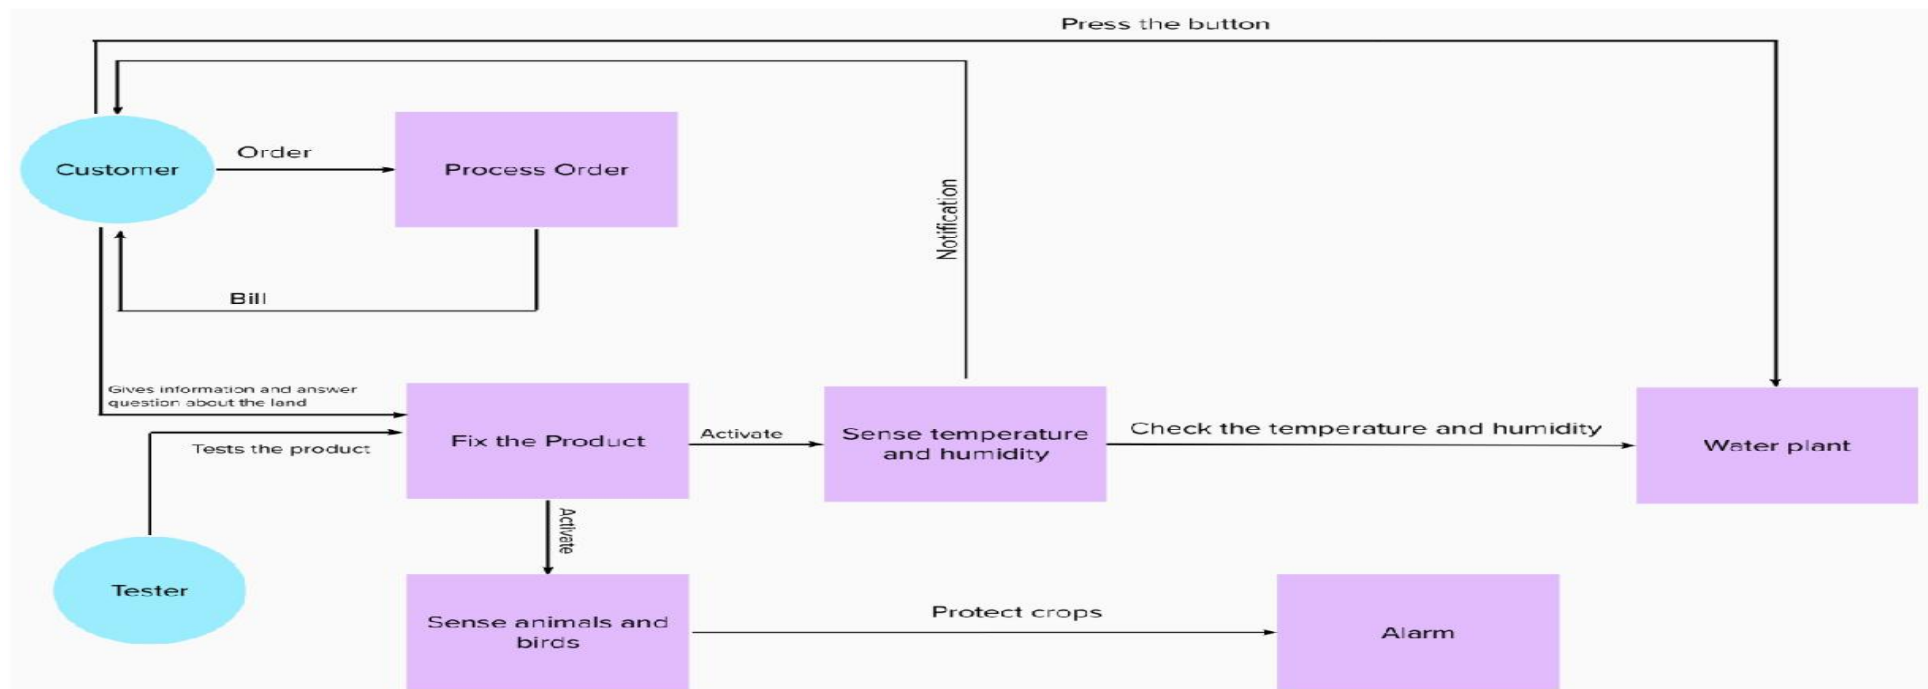 Press the button
Customer
Order
Process Order
Notification
Bill
Gives information and answer
question about the land
Tests the product
Fix the Product
Activate
Sense temperature
and humidity
Check the temperature and humidity
Water plant
Activate
Tester
Sense animals and
birds
Protect crops
Alarm